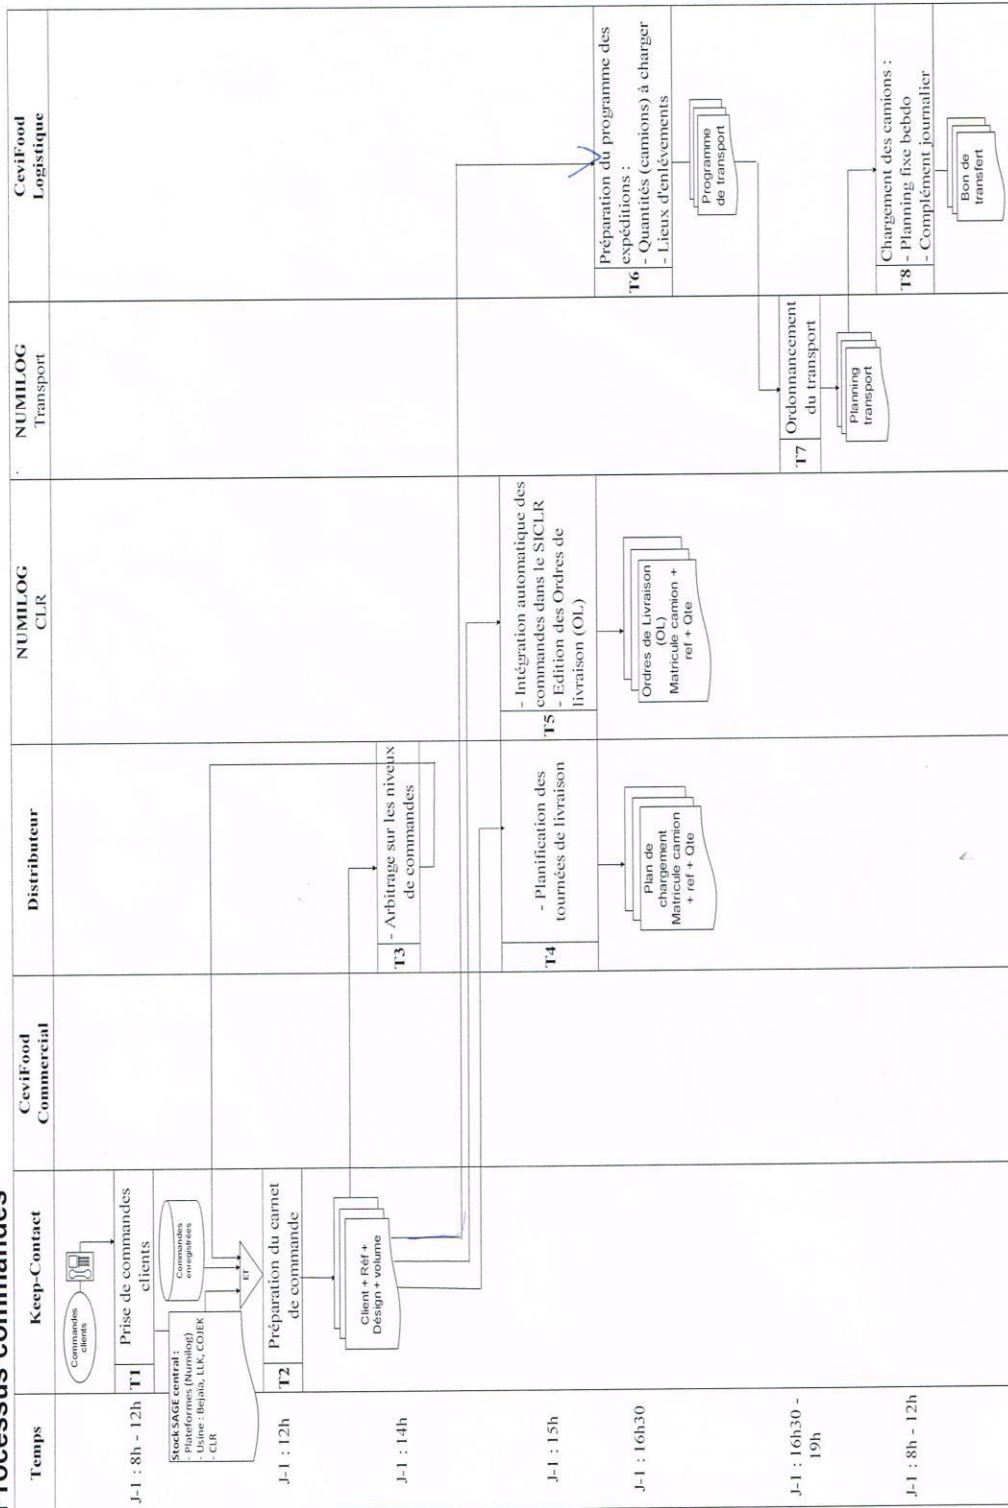 Processus commandes
Temps
Keep-Contact
CeviFood
Commercial
Distributeur
NUMILOG
CLR
NUMILOG
Transport
CeviFood
Logistique
Commandes
clients
J-1 : 8h - 12h
T1
Prise de commandes
clients
Stock SAGE central :
- Plateformes (Numilog)
- Usine : Bejaïa, LLK, COJEK
- CLR
Commandes
enregistrées
ET
J-1 : 12h
T2
Préparation du carnet
de commande
Client + Réf +
Désign + volume
J-1 : 14h
T3
- Arbitrage sur les niveux
de commandes
J-1 : 15h
T4
- Planification des
tournées de livraison
T5
- Intégration automatique des
commandes dans le SICLR
- Edition des Ordres de
livraison (OL)
J-1 : 16h30
Plan de
chargement
Matricule camion
+ ref + Qte
Ordres de Livraison
(OL)
Matricule camion +
ref + Qte
T6
Préparation du programme des
expéditions :
- Quantités (camions) à charger
- Lieux d'enlévements
Programme
de transport
J-1 : 16h30 -
19h
T7
Ordonnancement
du transport
Planning
transport
J-1 : 8h - 12h
T8
Chargement des camions :
- Planning fixe bebdo
- Complément journalier
Bon de
transfert